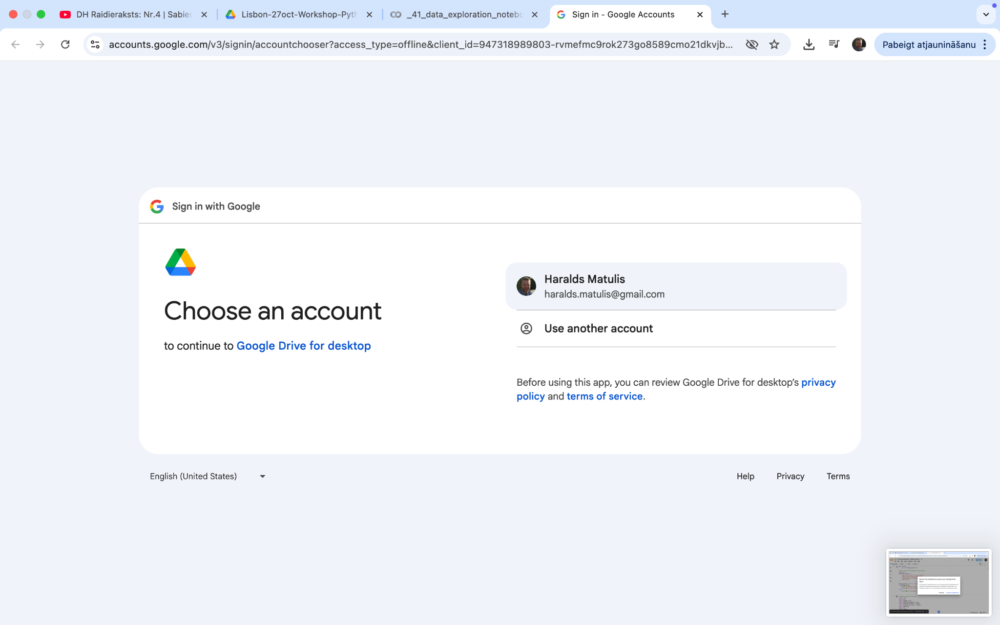 DH Raidieraksts: Nr.4 | Sabied
Lisbon-27oct-Workshop-Pyth
_41_data_exploration_notebo
Sign in - Google Accounts
accounts.google.com/v3/signin/accountchooser?access_type=offline&client_id=947318989803-rvmefmc9rok273go8589cmo21dkvjb...
Pabeigt atjaunināšanu
Sign in with Google
Choose an account
to continue to Google Drive for desktop
Haralds Matulis
haralds.matulis@gmail.com
Use another account
Before using this app, you can review Google Drive for desktop's privacy
policy and terms of service.
English (United States)
Help
Privacy
Terms